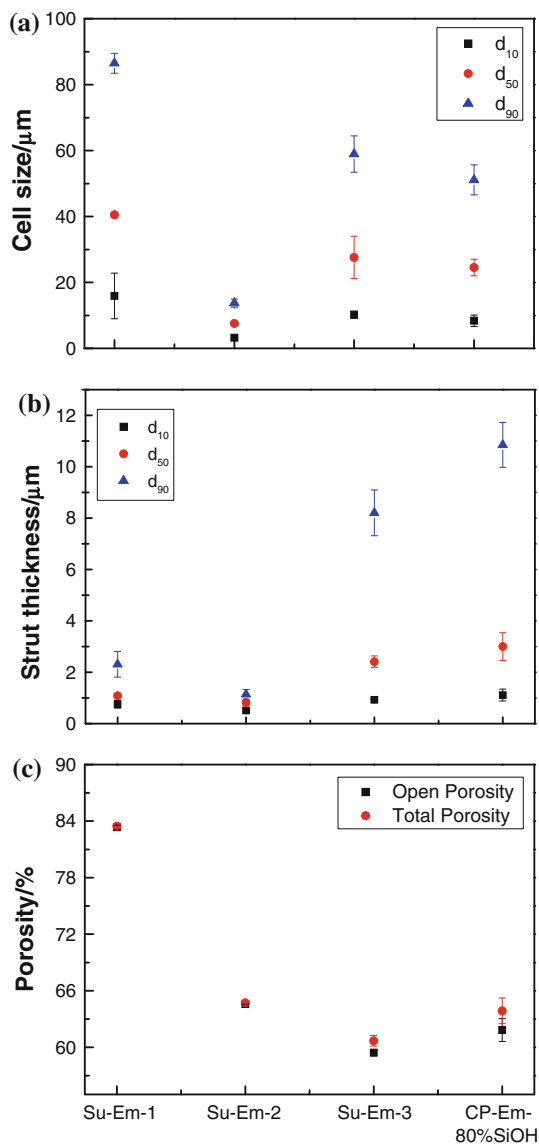 (a)
100
80
60
40
20
0
Cell size/μm
d10
d50
d90
(b)
12
10
8
6
4
2
0
Strut thickness/μm
d10
d50
d90
(c)
90
84
78
72
66
60
Porosity/%
Open Porosity
Total Porosity
Su-Em-1
Su-Em-2
Su-Em-3
CP-Em-
80%SiOH